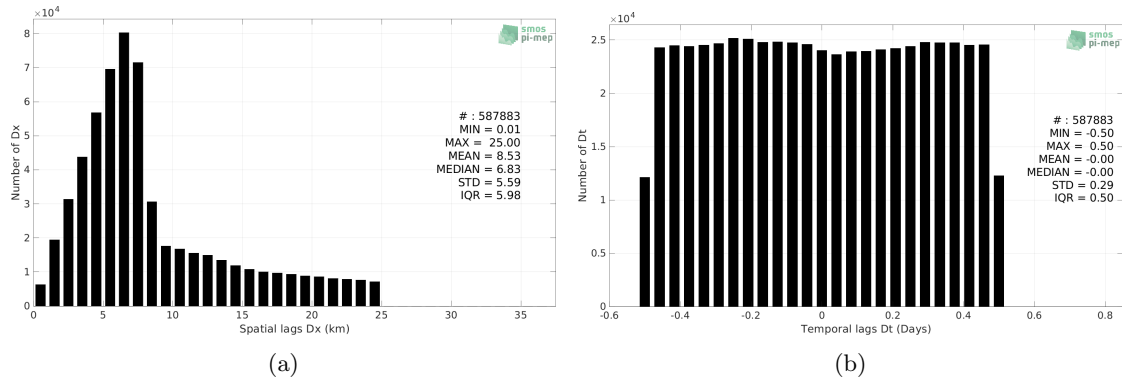 ×10⁴
8
7
6
5
4
3
2
1
0
Number of Dx
0 5 10 15 20 25 30 35
Spatial lags Dx (km)
smos
pi-mep
# : 587883
MIN = 0.01
MAX = 25.00
MEAN = 8.53
MEDIAN = 6.83
STD = 5.59
IQR = 5.98
(a)
×10⁴
2.5
2
1.5
1
0.5
0
Number of Dt
-0.6 -0.4 -0.2 0 0.2 0.4 0.6 0.8
Temporal lags Dt (Days)
smos
pi-mep
# : 587883
MIN = -0.50
MAX = 0.50
MEAN = -0.00
MEDIAN = -0.00
STD = 0.29
IQR = 0.50
(b)